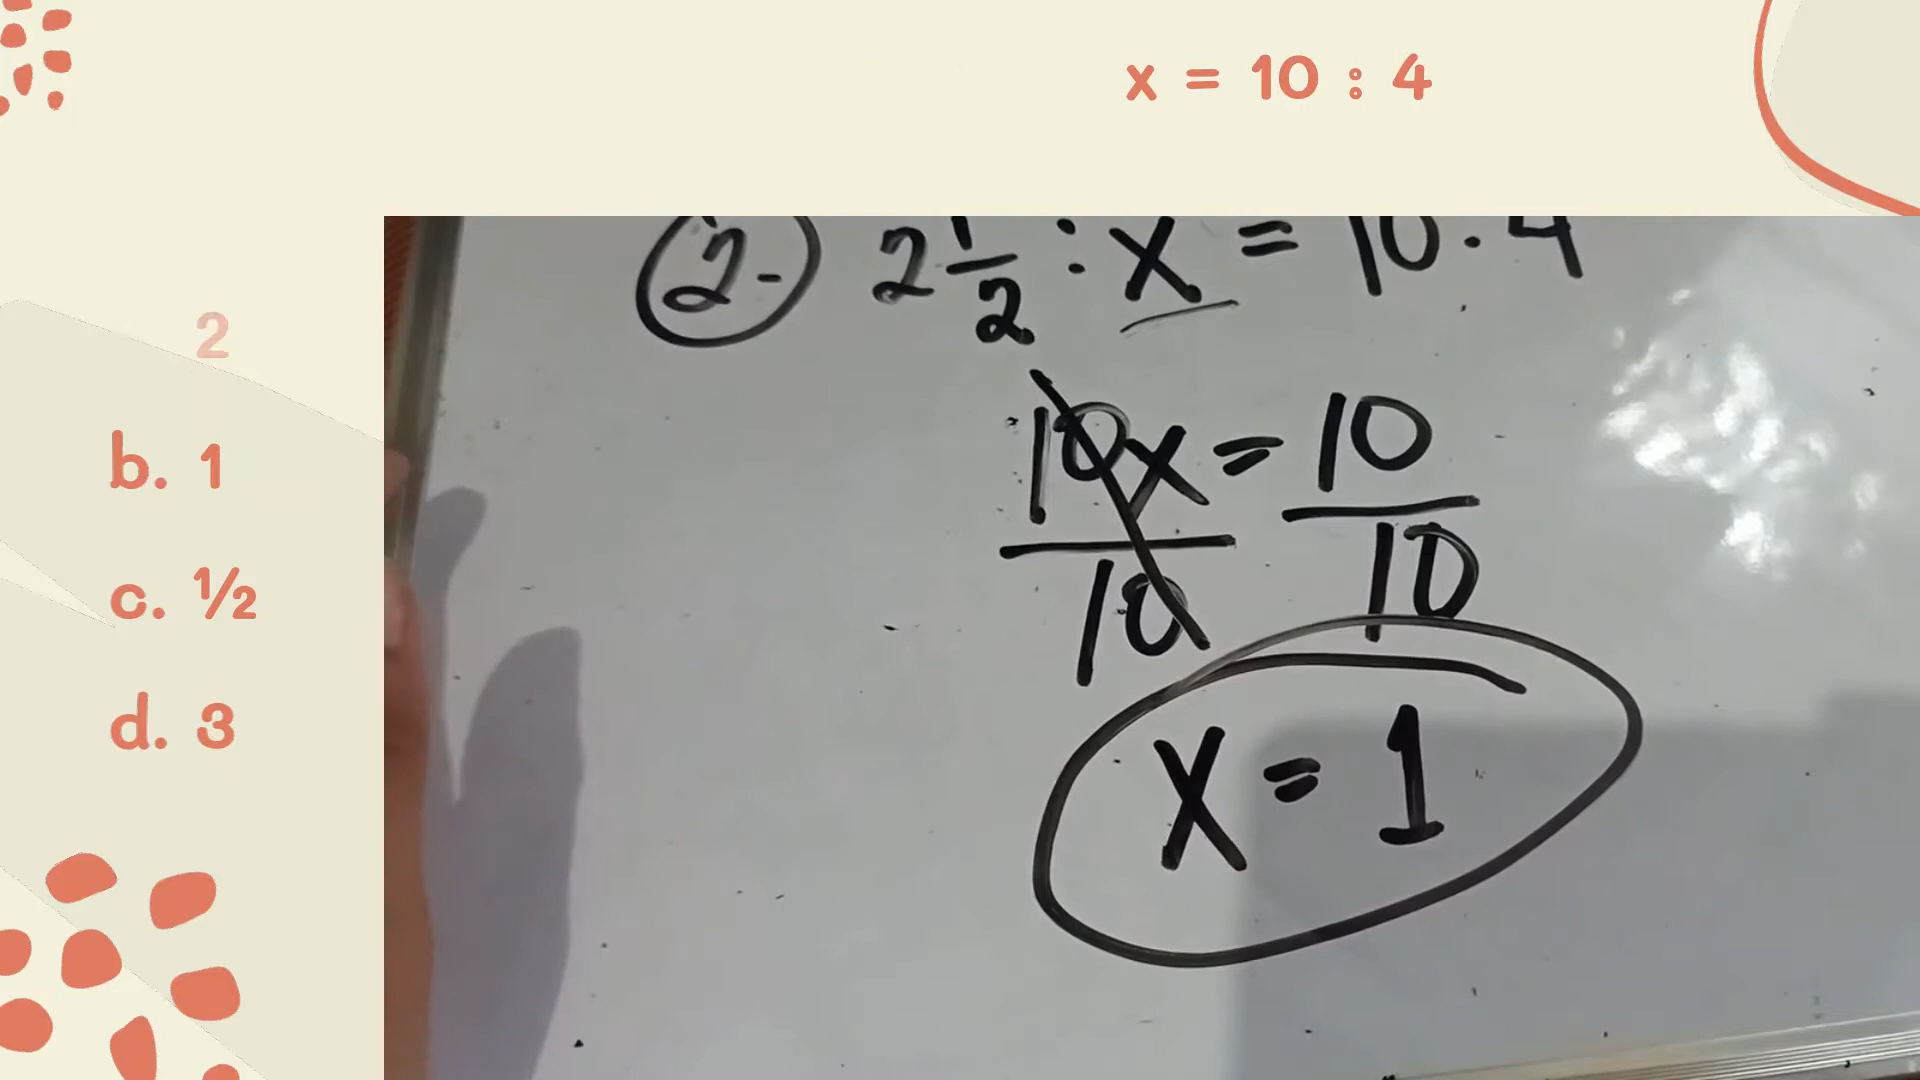 x = 10 : 4
2
b. 1
c. ½
d. 3
2- 2 1/2 : x = 10 · 4
10x/10 = 10/10
x = 1